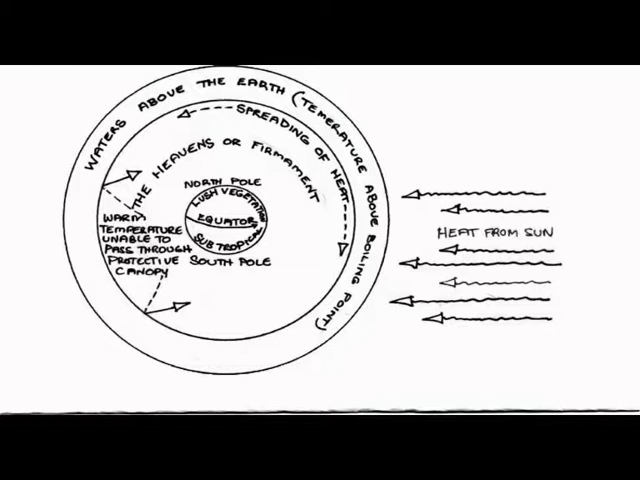 WATERS ABOVE THE EARTH (TEMPERATURE ABOVE BOILING POINT)
SPREADING OF HEAT
THE HEAVENS OR FIRMAMENT
NORTH POLE
LUSH VEGETATION
EQUATOR
SUB TROPICAL
SOUTH POLE
WARM
TEMPERATURE
UNABLE TO
PASS THROUGH
PROTECTIVE
CANOPY
HEAT FROM SUN